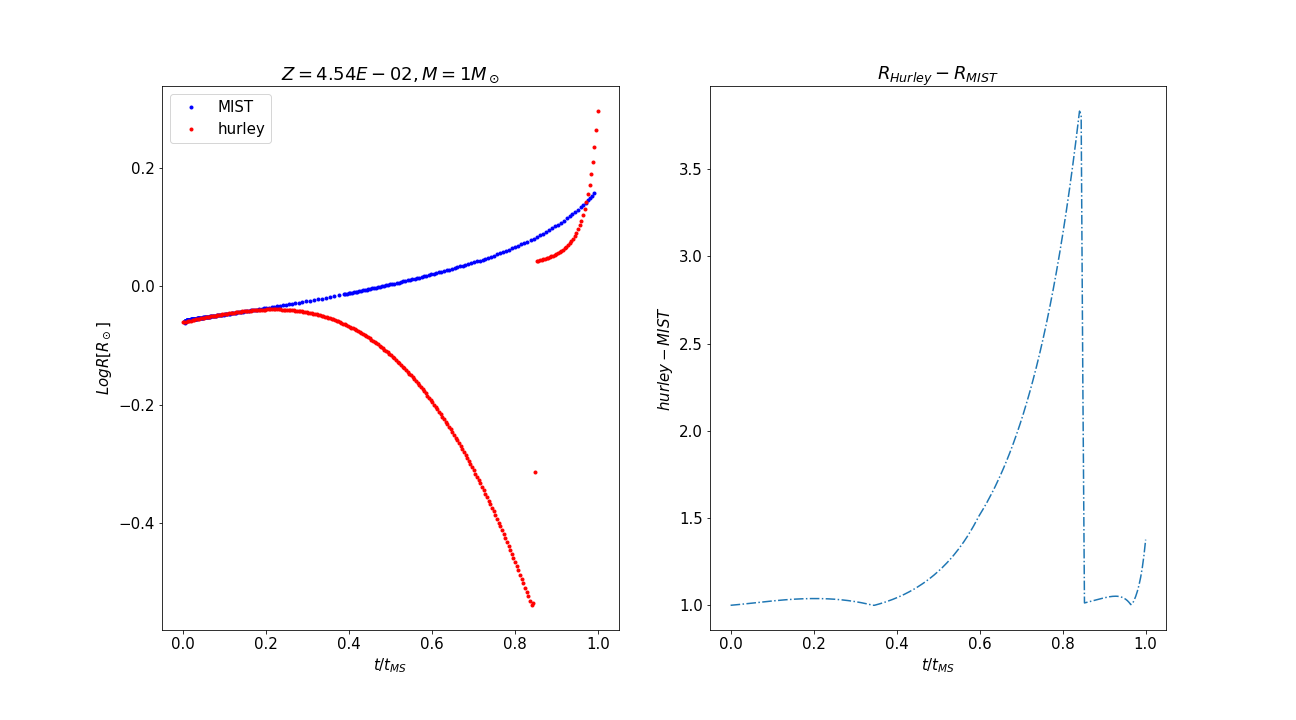 Z = 4.54E − 02, M = 1M⊙
MIST
hurley
LogR[R⊙]
0.2
0.0
−0.2
−0.4
0.0 0.2 0.4 0.6 0.8 1.0
t/tMS
RHurley − RMIST
hurley − MIST
3.5
3.0
2.5
2.0
1.5
1.0
0.0 0.2 0.4 0.6 0.8 1.0
t/tMS